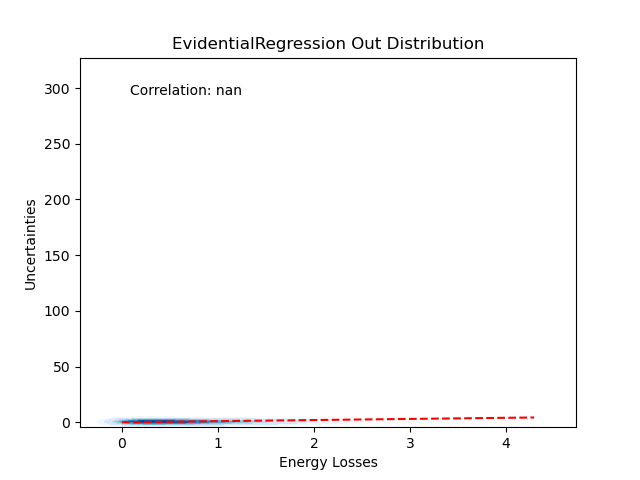 EvidentialRegression Out Distribution
Correlation: nan
Uncertainties
300
250
200
150
100
50
0
0 1 2 3 4
Energy Losses